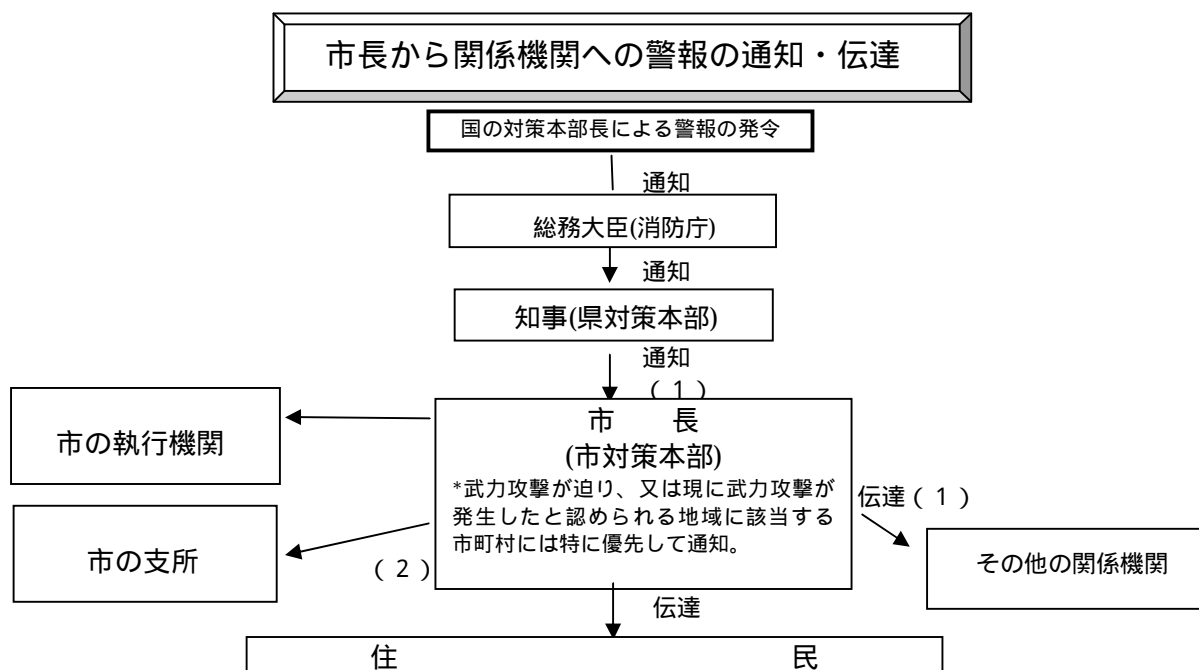 市長から関係機関への警報の通知・伝達
国の対策本部長による警報の発令
通知
総務大臣(消防庁)
通知
知事(県対策本部)
通知
(1)
市の執行機関
市 長
(市対策本部)
*武力攻撃が迫り、又は現に武力攻撃が
発生したと認められる地域に該当する
市町村には特に優先して通知。
伝達(1)
市の支所
(2)
その他の関係機関
伝達
住 民